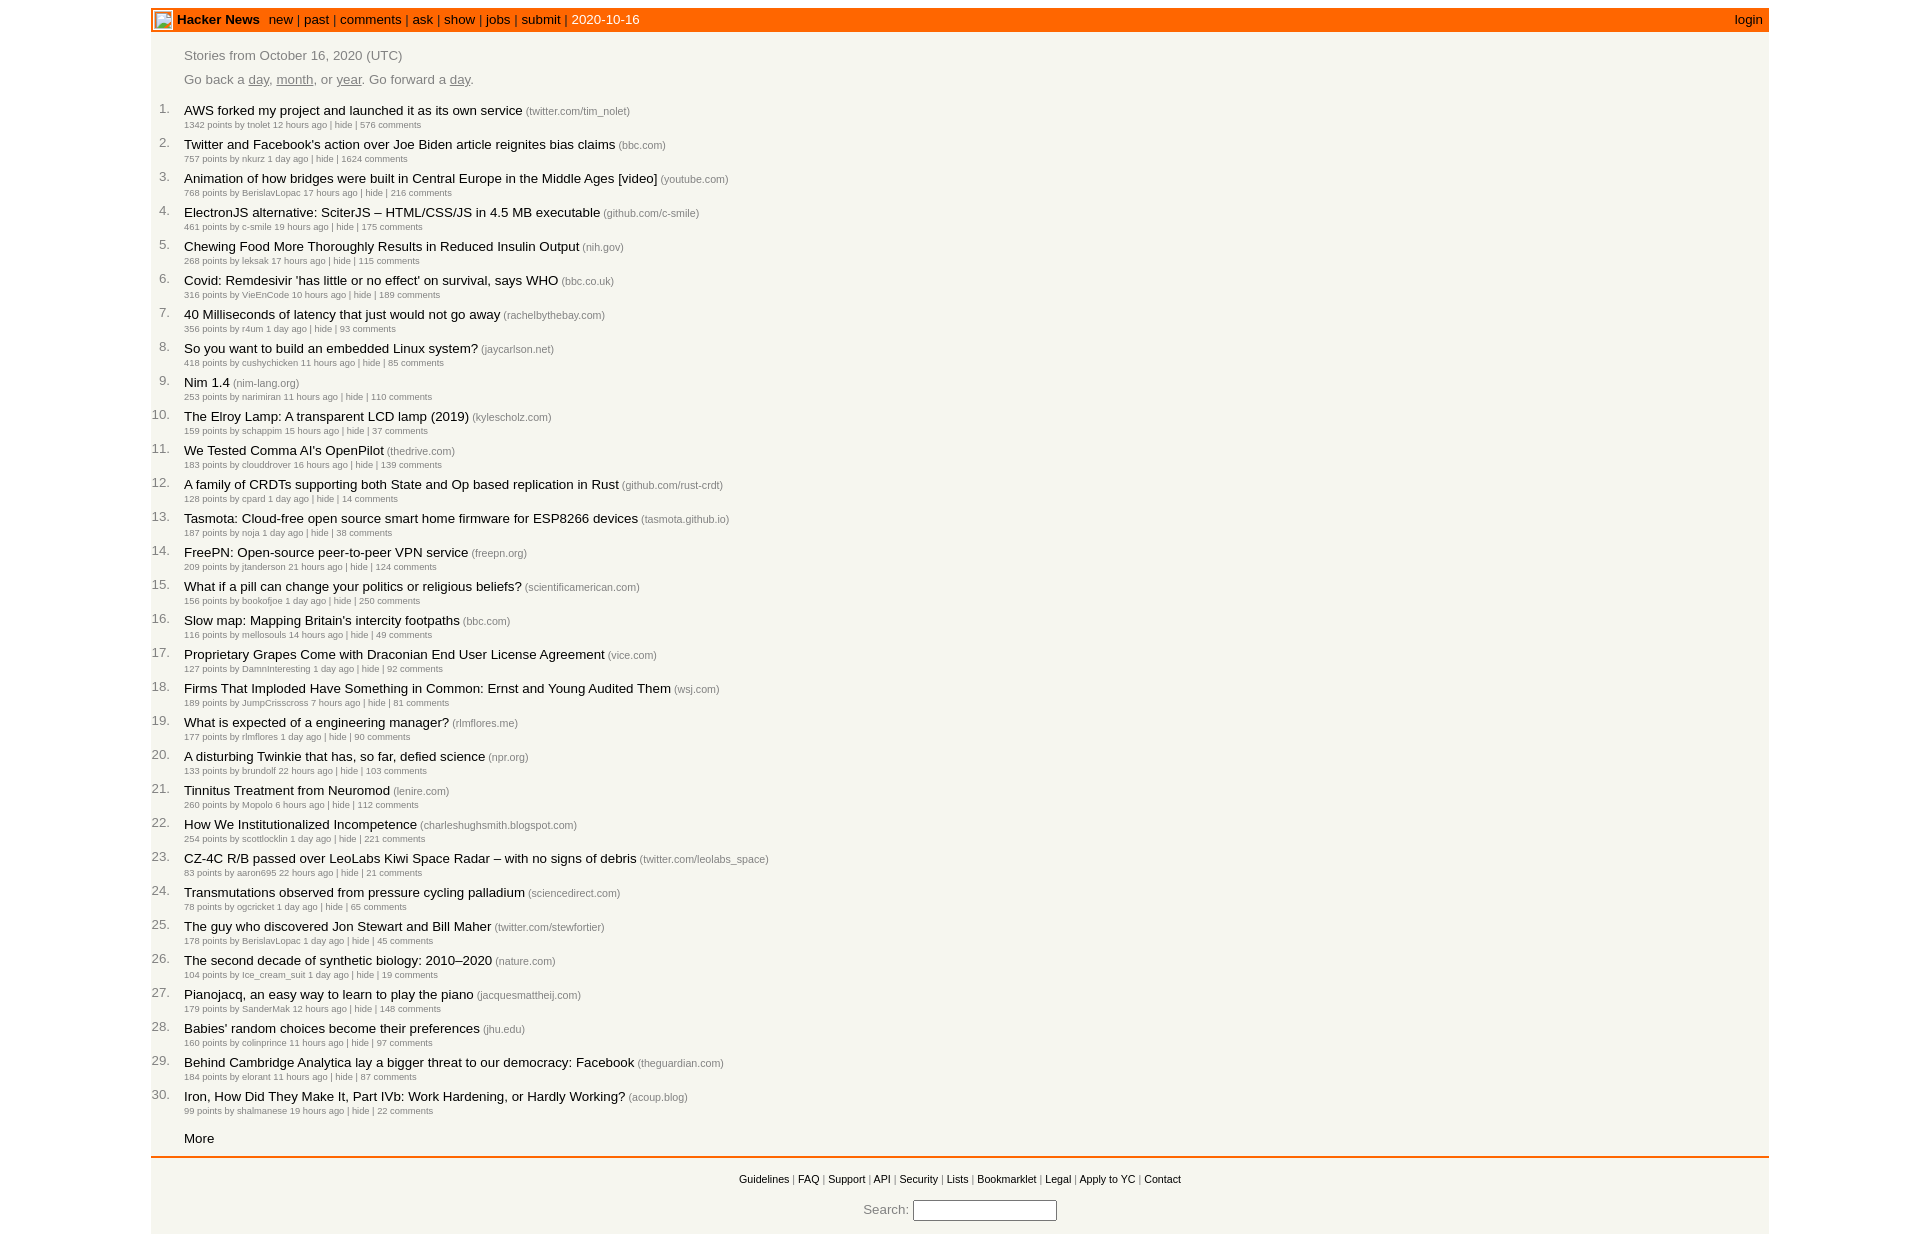 Hacker News new | past | comments | ask | show | jobs | submit | 2020-10-16 login
Stories from October 16, 2020 (UTC)
Go back a day, month, or year. Go forward a day.
1. AWS forked my project and launched it as its own service (twitter.com/tim_nolet)
1342 points by tnolet 12 hours ago | hide | 576 comments
2. Twitter and Facebook's action over Joe Biden article reignites bias claims (bbc.com)
757 points by nkurz 1 day ago | hide | 1624 comments
3. Animation of how bridges were built in Central Europe in the Middle Ages [video] (youtube.com)
768 points by BerislavLopac 17 hours ago | hide | 216 comments
4. ElectronJS alternative: SciterJS – HTML/CSS/JS in 4.5 MB executable (github.com/c-smile)
461 points by c-smile 19 hours ago | hide | 175 comments
5. Chewing Food More Thoroughly Results in Reduced Insulin Output (nih.gov)
268 points by leksak 17 hours ago | hide | 115 comments
6. Covid: Remdesivir 'has little or no effect' on survival, says WHO (bbc.co.uk)
316 points by VieEnCode 10 hours ago | hide | 189 comments
7. 40 Milliseconds of latency that just would not go away (rachelbythebay.com)
356 points by r4um 1 day ago | hide | 93 comments
8. So you want to build an embedded Linux system? (jaycarlson.net)
418 points by cushychicken 11 hours ago | hide | 85 comments
9. Nim 1.4 (nim-lang.org)
253 points by narimiran 11 hours ago | hide | 110 comments
10. The Elroy Lamp: A transparent LCD lamp (2019) (kylescholz.com)
159 points by schappim 15 hours ago | hide | 37 comments
11. We Tested Comma AI's OpenPilot (thedrive.com)
183 points by clouddrover 16 hours ago | hide | 139 comments
12. A family of CRDTs supporting both State and Op based replication in Rust (github.com/rust-crdt)
128 points by cpard 1 day ago | hide | 14 comments
13. Tasmota: Cloud-free open source smart home firmware for ESP8266 devices (tasmota.github.io)
187 points by noja 1 day ago | hide | 38 comments
14. FreePN: Open-source peer-to-peer VPN service (freepn.org)
209 points by jtanderson 21 hours ago | hide | 124 comments
15. What if a pill can change your politics or religious beliefs? (scientificamerican.com)
156 points by bookofjoe 1 day ago | hide | 250 comments
16. Slow map: Mapping Britain's intercity footpaths (bbc.com)
116 points by mellosouls 14 hours ago | hide | 49 comments
17. Proprietary Grapes Come with Draconian End User License Agreement (vice.com)
127 points by DamnInteresting 1 day ago | hide | 92 comments
18. Firms That Imploded Have Something in Common: Ernst and Young Audited Them (wsj.com)
189 points by JumpCrisscross 7 hours ago | hide | 81 comments
19. What is expected of a engineering manager? (rlmflores.me)
177 points by rlmflores 1 day ago | hide | 90 comments
20. A disturbing Twinkie that has, so far, defied science (npr.org)
133 points by brundolf 22 hours ago | hide | 103 comments
21. Tinnitus Treatment from Neuromod (lenire.com)
260 points by Mopolo 6 hours ago | hide | 112 comments
22. How We Institutionalized Incompetence (charleshughsmith.blogspot.com)
254 points by scottlocklin 1 day ago | hide | 221 comments
23. CZ-4C R/B passed over LeoLabs Kiwi Space Radar – with no signs of debris (twitter.com/leolabs_space)
83 points by aaron695 22 hours ago | hide | 21 comments
24. Transmutations observed from pressure cycling palladium (sciencedirect.com)
78 points by ogcricket 1 day ago | hide | 65 comments
25. The guy who discovered Jon Stewart and Bill Maher (twitter.com/stewfortier)
178 points by BerislavLopac 1 day ago | hide | 45 comments
26. The second decade of synthetic biology: 2010–2020 (nature.com)
104 points by Ice_cream_suit 1 day ago | hide | 19 comments
27. Pianojacq, an easy way to learn to play the piano (jacquesmattheij.com)
179 points by SanderMak 12 hours ago | hide | 148 comments
28. Babies' random choices become their preferences (jhu.edu)
160 points by colinprince 11 hours ago | hide | 97 comments
29. Behind Cambridge Analytica lay a bigger threat to our democracy: Facebook (theguardian.com)
184 points by elorant 11 hours ago | hide | 87 comments
30. Iron, How Did They Make It, Part IVb: Work Hardening, or Hardly Working? (acoup.blog)
99 points by shalmanese 19 hours ago | hide | 22 comments
More
Guidelines | FAQ | Support | API | Security | Lists | Bookmarklet | Legal | Apply to YC | Contact
Search: